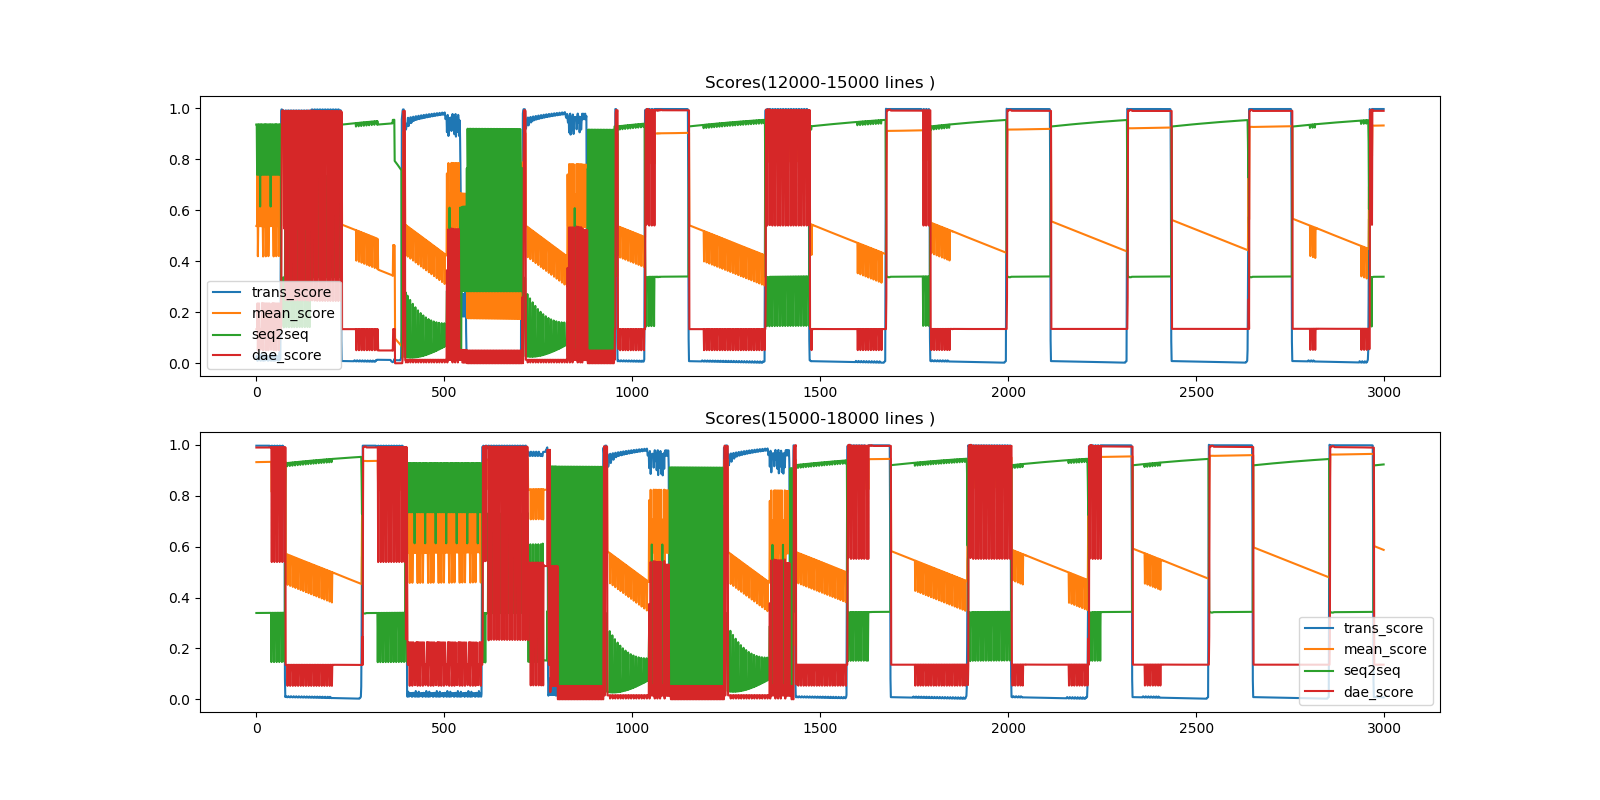 Scores(12000-15000 lines )
1.0
0.8
0.6
0.4
0.2
0.0
trans_score
mean_score
seq2seq
dae_score
0 500 1000 1500 2000 2500 3000
Scores(15000-18000 lines )
1.0
0.8
0.6
0.4
0.2
0.0
trans_score
mean_score
seq2seq
dae_score
0 500 1000 1500 2000 2500 3000